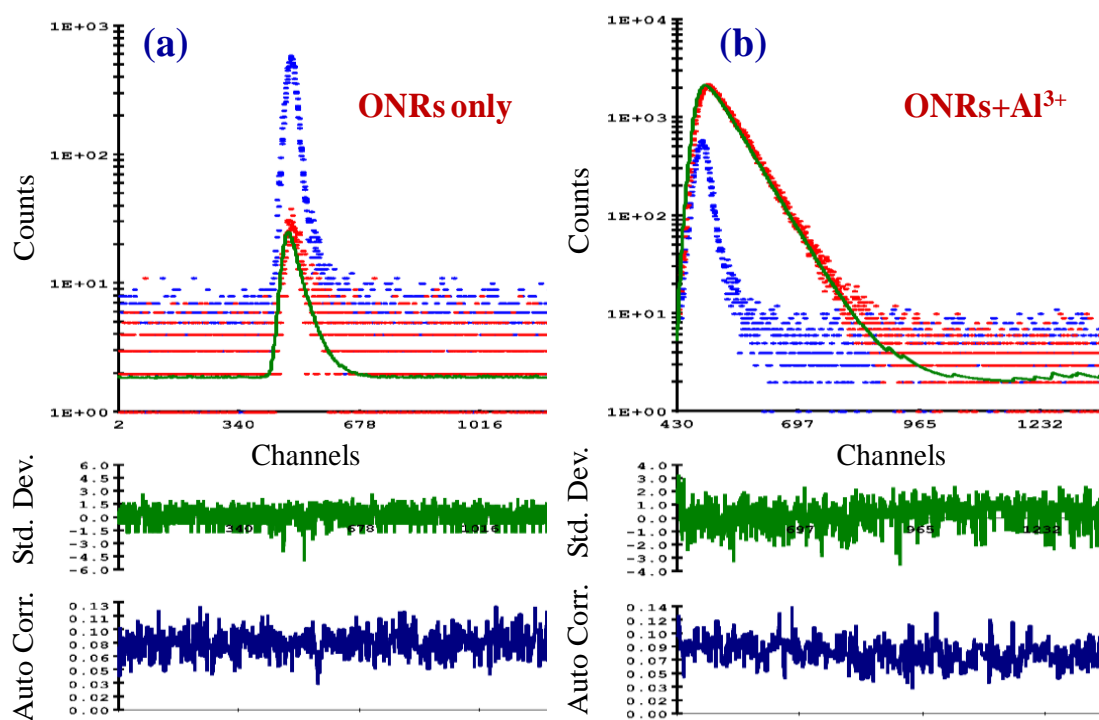 (a)
ONRs only
Counts
1E+03
1E+02
1E+01
1E+00
2 340 678 1016
Channels
Std. Dev.
6.0
4.5
3.0
1.5
0.0
-1.5
-3.0
-4.5
-6.0
340 678 1016
Auto Corr.
0.13
0.11
0.10
0.08
0.06
0.05
0.03
0.02
0.00
(b)
ONRs+Al³⁺
Counts
1E+04
1E+03
1E+02
1E+01
1E+00
430 697 965 1232
Channels
Std. Dev.
4.0
3.0
2.0
1.0
0.0
-1.0
-2.0
-3.0
-4.0
697 965 1232
Auto Corr.
0.14
0.12
0.10
0.09
0.07
0.05
0.03
0.02
0.00